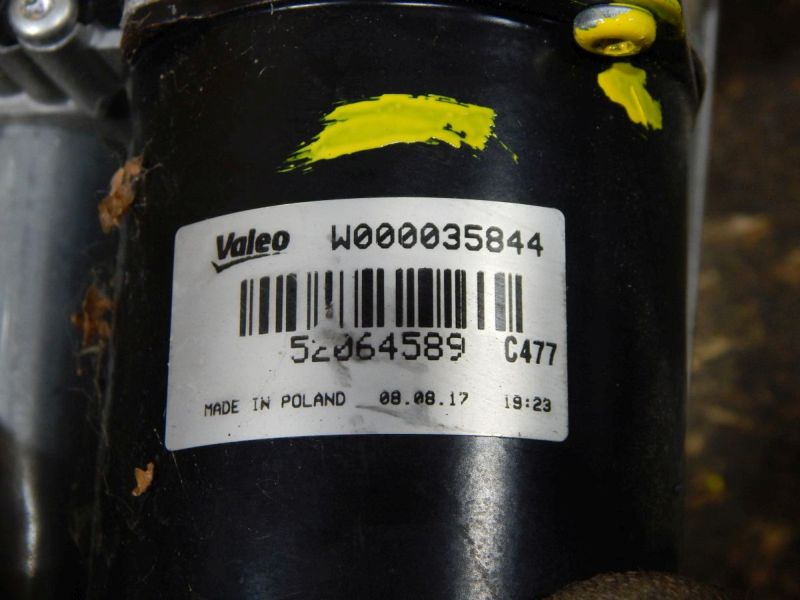 Valeo W000035844
52064589 C477
MADE IN POLAND 08.08.17 19:23